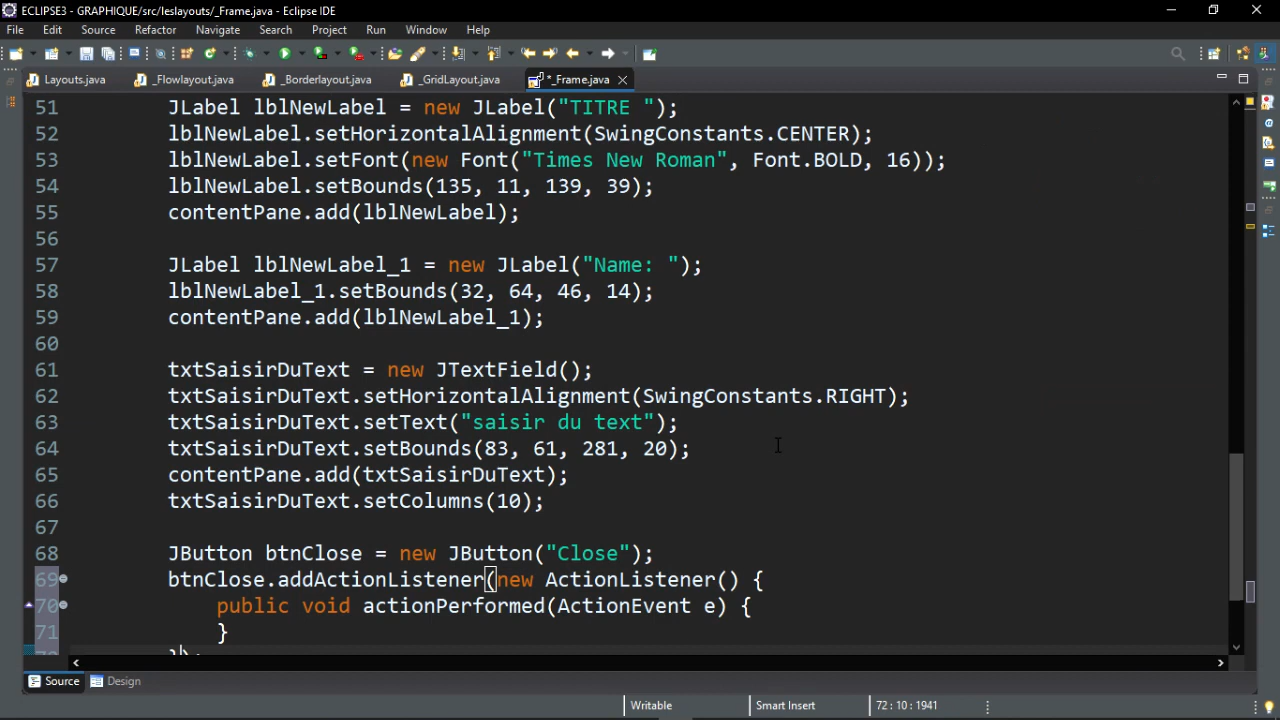 ECLIPSE3 - GRAPHIQUE/src/leslayouts/_Frame.java - Eclipse IDE
File Edit Source Refactor Navigate Search Project Run Window Help
Layouts.java _Flowlayout.java _Borderlayout.java _GridLayout.java *_Frame.java
51 JLabel lblNewLabel = new JLabel("TITRE ");
52 lblNewLabel.setHorizontalAlignment(SwingConstants.CENTER);
53 lblNewLabel.setFont(new Font("Times New Roman", Font.BOLD, 16));
54 lblNewLabel.setBounds(135, 11, 139, 39);
55 contentPane.add(lblNewLabel);
56
57 JLabel lblNewLabel_1 = new JLabel("Name: ");
58 lblNewLabel_1.setBounds(32, 64, 46, 14);
59 contentPane.add(lblNewLabel_1);
60
61 txtSaisirDuText = new JTextField();
62 txtSaisirDuText.setHorizontalAlignment(SwingConstants.RIGHT);
63 txtSaisirDuText.setText("saisir du text");
64 txtSaisirDuText.setBounds(83, 61, 281, 20);
65 contentPane.add(txtSaisirDuText);
66 txtSaisirDuText.setColumns(10);
67
68 JButton btnClose = new JButton("Close");
69 btnClose.addActionListener(new ActionListener() {
70 public void actionPerformed(ActionEvent e) {
71 }
Source Design
Writable Smart Insert 72 : 10 : 1941